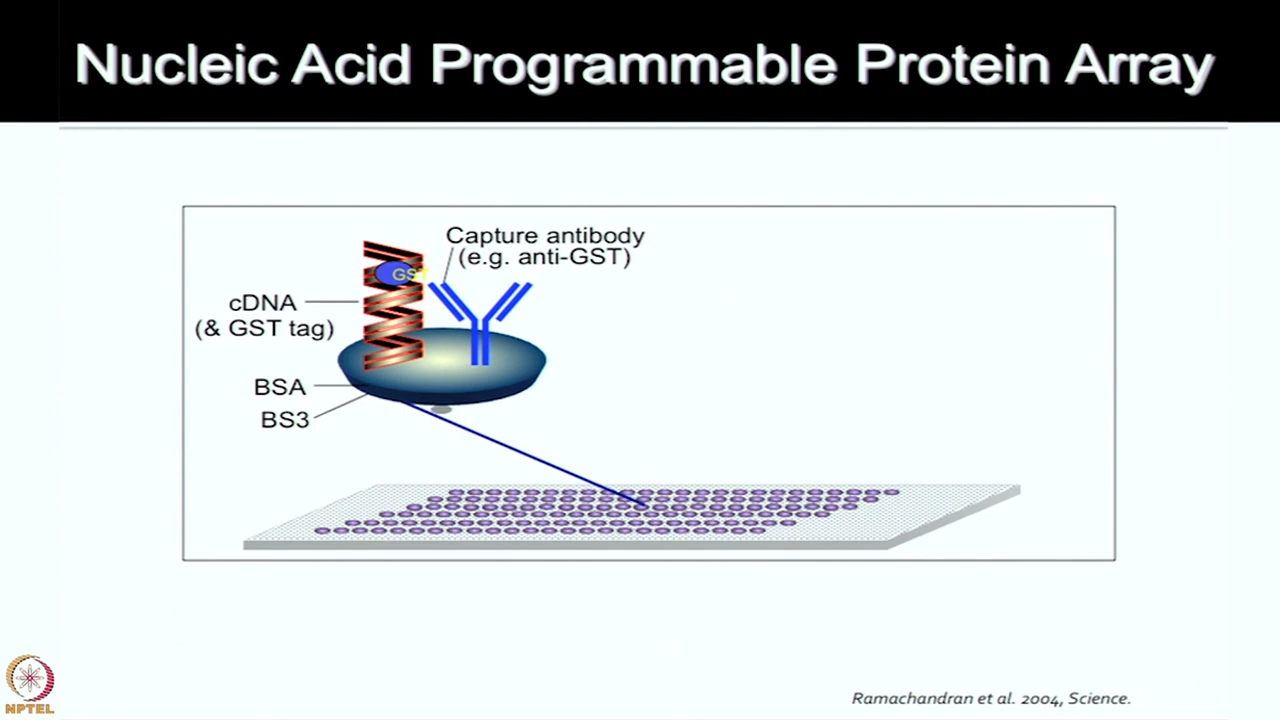 Nucleic Acid Programmable Protein Array
Capture antibody
(e.g. anti-GST)
GST
cDNA
(& GST tag)
BSA
BS3
NPTEL
Ramachandran et al. 2004, Science.